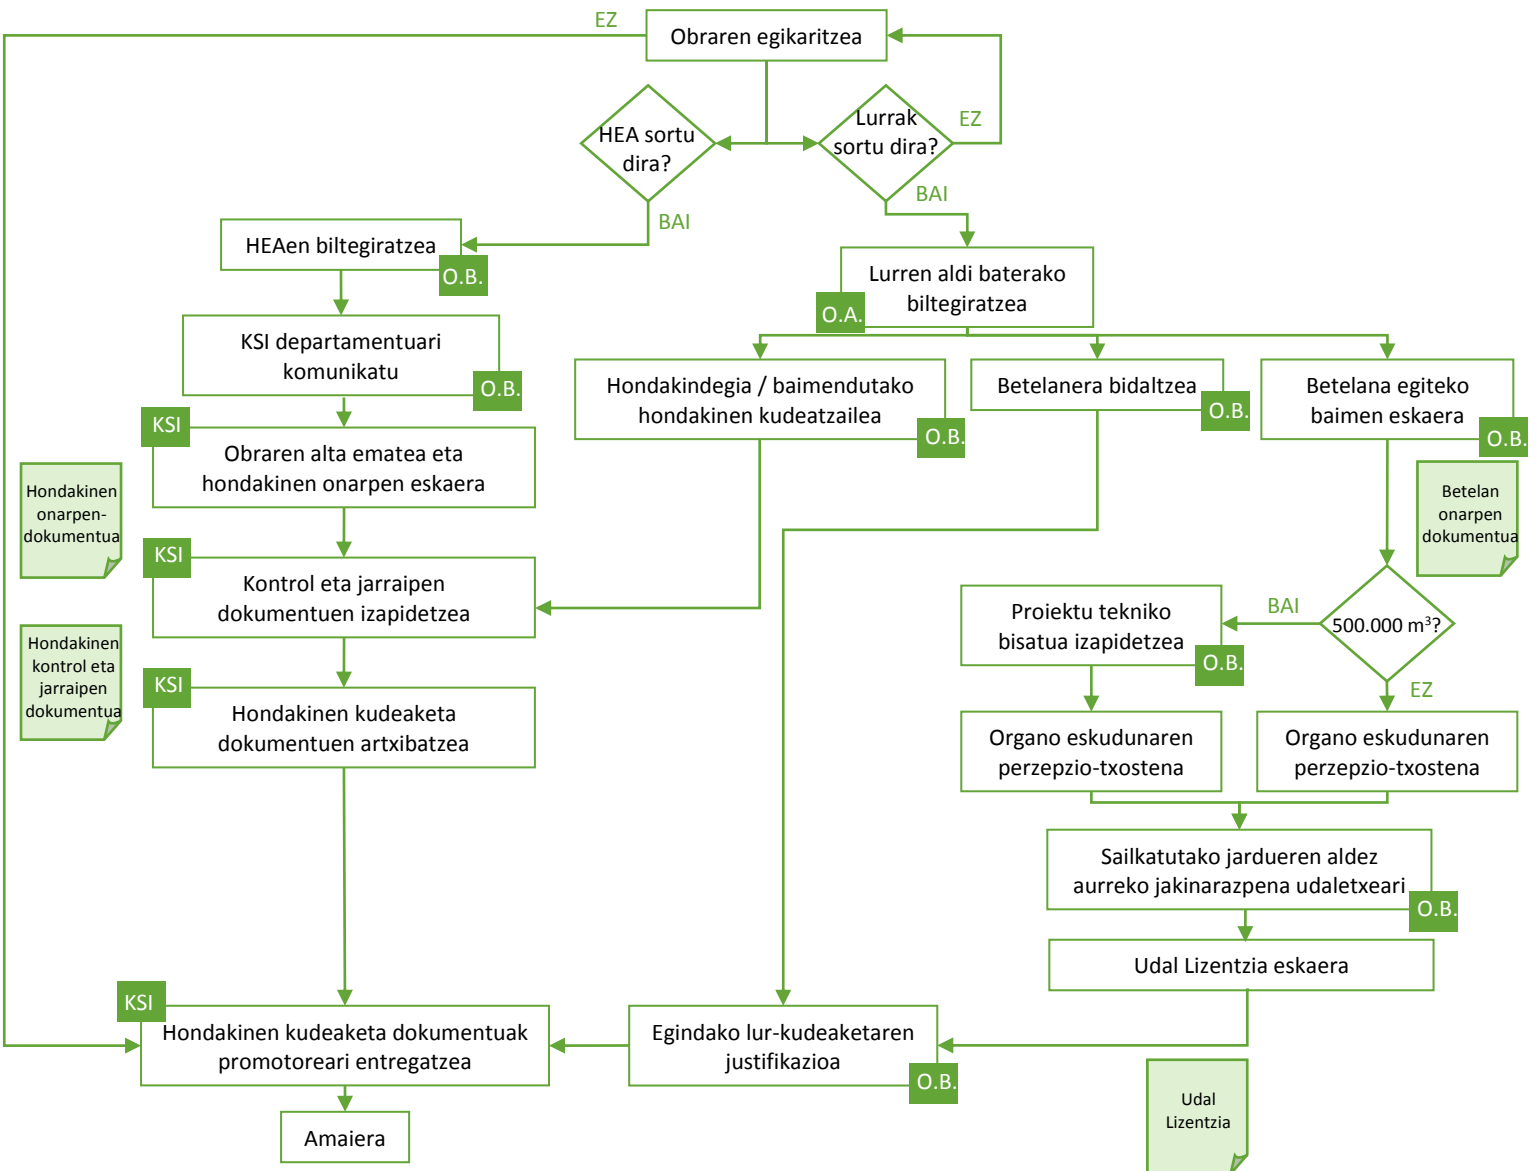 EZ
Obraren egikaritzea
HEA sortu
dira?
Lurrak
sortu dira?
EZ
BAI
BAI
HEAen biltegiratzea
O.B.
Lurren aldi baterako
biltegiratzea
O.A.
KSI departamentuari
komunikatu
O.B.
Hondakindegia / baimendutako
hondakinen kudeatzailea
O.B.
Betelanera bidaltzea
O.B.
Betelana egiteko
baimen eskaera
O.B.
KSI
Obraren alta ematea eta
hondakinen onarpen eskaera
Hondakinen
onarpen-
dokumentua
Betelan
onarpen
dokumentua
KSI
Kontrol eta jarraipen
dokumentuen izapidetzea
Proiektu tekniko
bisatua izapidetzea
O.B.
BAI
500.000 m³?
EZ
Hondakinen
kontrol eta
jarraipen
dokumentua
KSI
Hondakinen kudeaketa
dokumentuen artxibatzea
Organo eskudunaren
perzepzio-txostena
Organo eskudunaren
perzepzio-txostena
Sailkatutako jardueren aldez
aurreko jakinarazpena udaletxeari
O.B.
Udal Lizentzia eskaera
KSI
Hondakinen kudeaketa dokumentuak
promotoreari entregatzea
Egindako lur-kudeaketaren
justifikazioa
O.B.
Udal
Lizentzia
Amaiera